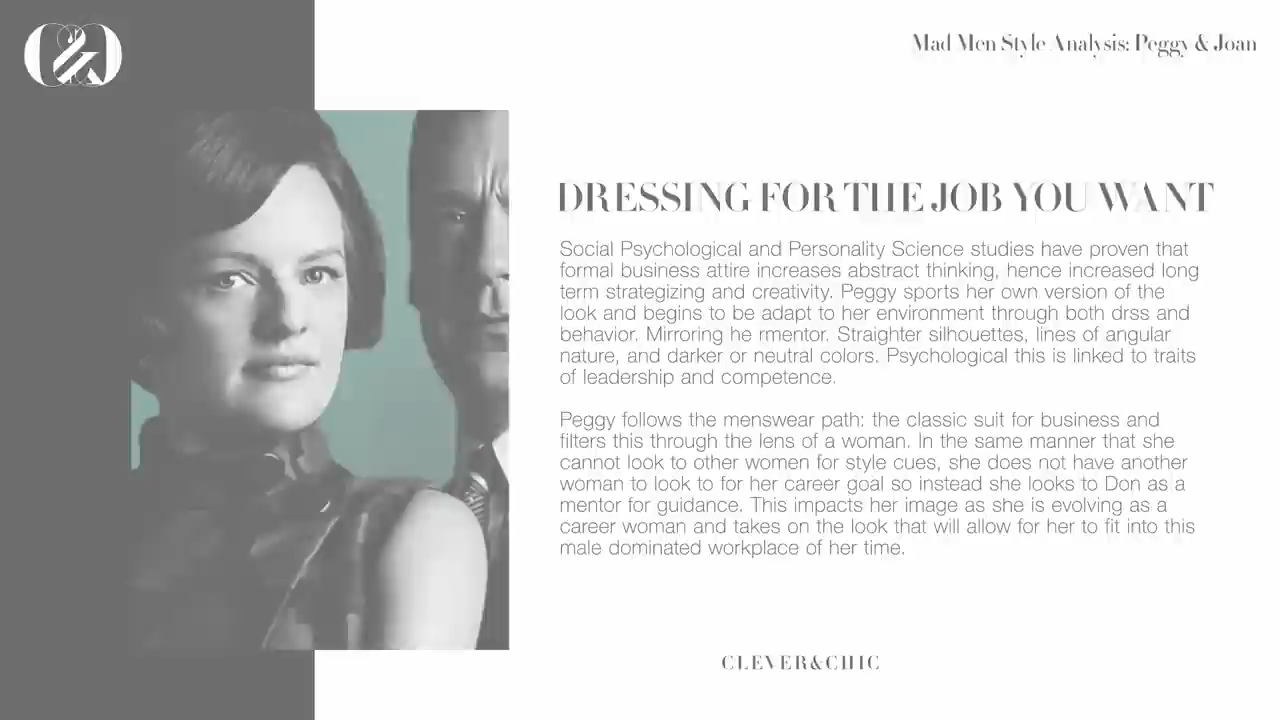 C&C
Mad Men Style Analysis: Peggy & Joan
DRESSING FOR THE JOB YOU WANT
Social Psychological and Personality Science studies have proven that
formal business attire increases abstract thinking, hence increased long
term strategizing and creativity. Peggy sports her own version of the
look and begins to be adapt to her environment through both drss and
behavior. Mirroring he rmentor. Straighter silhouettes, lines of angular
nature, and darker or neutral colors. Psychological this is linked to traits
of leadership and competence.
Peggy follows the menswear path: the classic suit for business and
filters this through the lens of a woman. In the same manner that she
cannot look to other women for style cues, she does not have another
woman to look to for her career goal so instead she looks to Don as a
mentor for guidance. This impacts her image as she is evolving as a
career woman and takes on the look that will allow for her to fit into this
male dominated workplace of her time.
CLEVER&CHIC